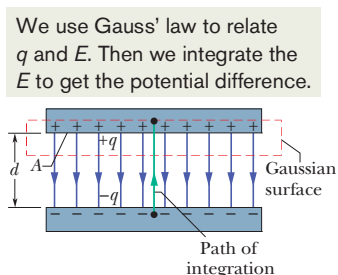 We use Gauss’ law to relate
q and E. Then we integrate the
E to get the potential difference.
+ + + + + + + + + +
+q
d
A
Gaussian
surface
–q
Path of
integration